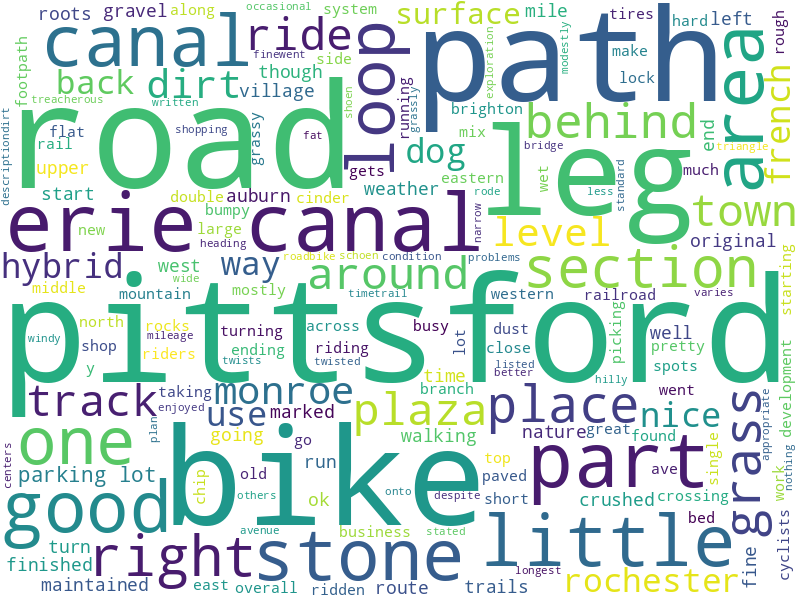 roots gravel along occasional system
canal ride
finewent
surface mile
tires hard left
rough
footpath
back dirt
though side
path
exploration
modestly
make
lock
area
french
treacherous village
written
loop
running
grassly
brighton
behind
road
shoen
fat
shopping
grassy
flat
rail
upper
descriptiondirt
dog
mix
leg
bridge
end
triangle
gets
eastern
wet
standard
less
much
start
double auburn cinder
weather
rode
town
erie canal
bumpy
new large
heading
narrow
level
original
hybrid
west
wide
way
roadbike schoen condition
problems
around
section
starting
middle
mountain
mostly
timetrail
western
railroad
varies
pittsford
north rocks
mileage
turning
across
busy
lot
dust
close
picking
well
pretty
spots
development
windy
shop
riders
ending
riding
twists
twisted
listed
better
hilly
y
track
taking
enjoyed
monroe
use
marked
time
branch
plaza
place
nice
went
grass
appropriate
nothing
one
plan
going
go
walking
nature great found
ave
single
centers
parking lot
chip
old
run
ok
bike
top
paved
part
work
good
others
onto
despite
short
crushed
crossing
bed
turn
finished
avenue
business
stated
right
stone
little
fine
cyclists
longest
maintained
east overall
ridden route
trails
rochester